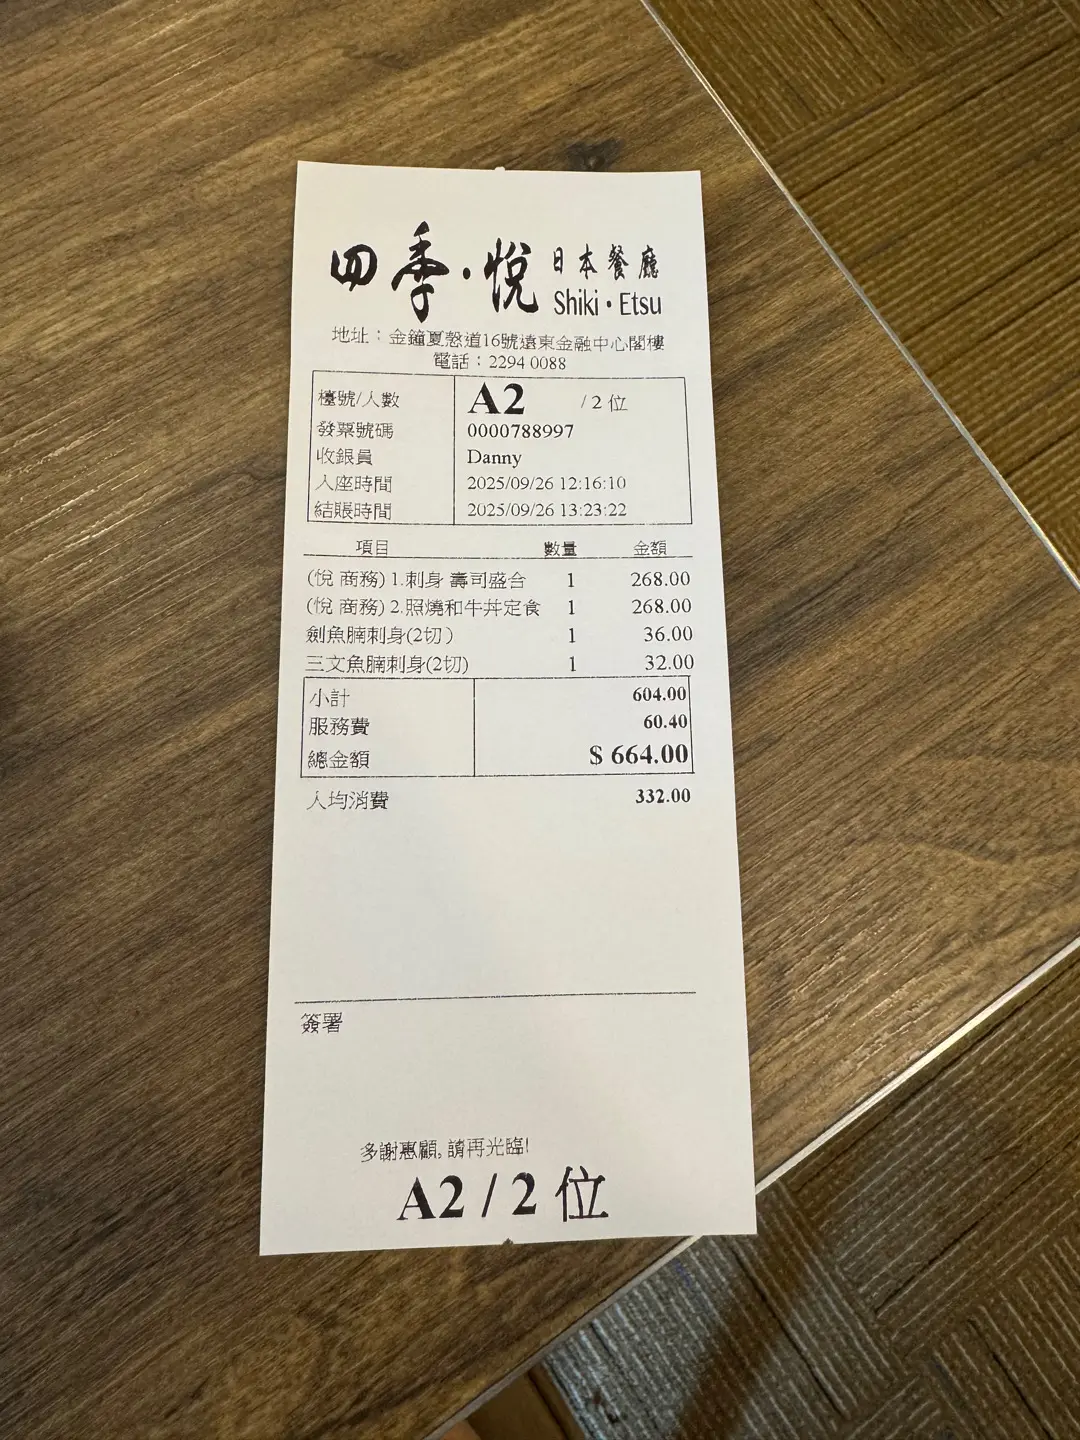 四季·悅 日本餐廳
Shiki·Etsu
地址：金鐘夏慤道16號遠東金融中心閣樓
電話：2294 0088
檯號/人數 A2 / 2 位
發票號碼 0000788997
收銀員 Danny
入座時間 2025/09/26 12:16:10
結賬時間 2025/09/26 13:23:22
項目 數量 金額
(悅 商務) 1.刺身 壽司盛合 1 268.00
(悅 商務) 2.照燒和牛丼定食 1 268.00
劍魚腩刺身(2切) 1 36.00
三文魚腩刺身(2切) 1 32.00
小計 604.00
服務費 60.40
總金額 $ 664.00
人均消費 332.00
簽署
多謝惠顧, 請再光臨!
A2 / 2 位